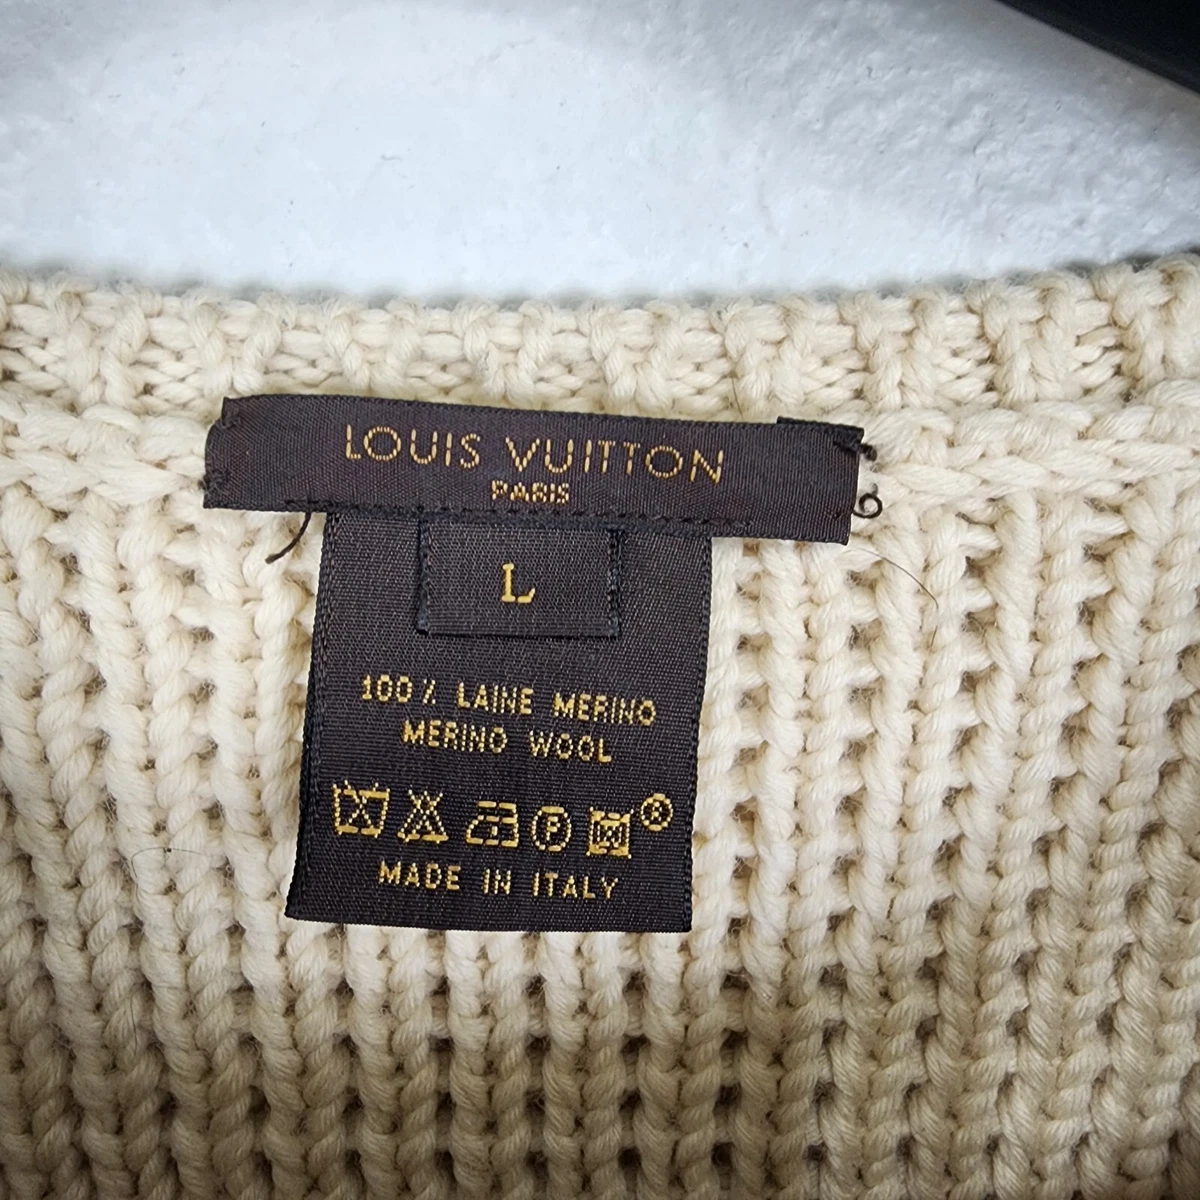 LOUIS VUITTON
PARIS
L
100% LAINE MERINO
MERINO WOOL
P
MADE IN ITALY